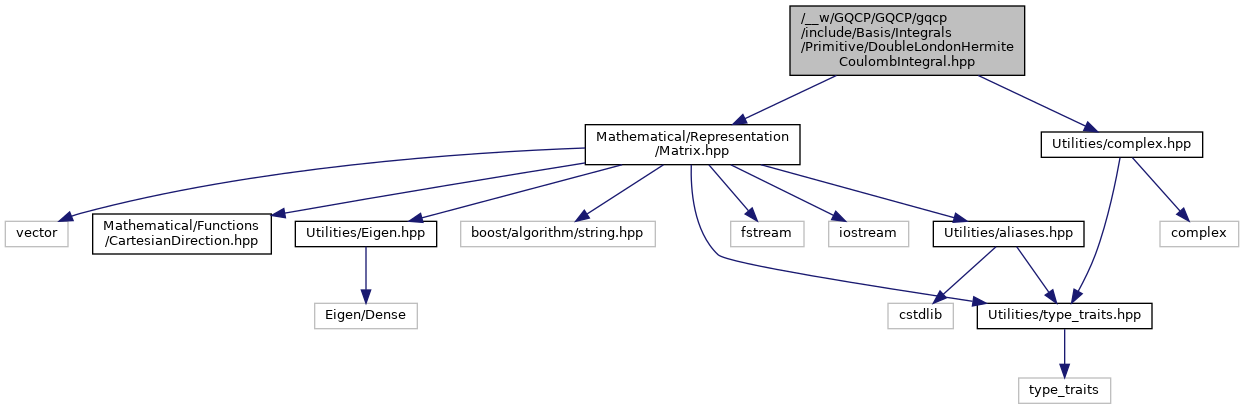 /__w/GQCP/GQCP/gqcp
/include/Basis/Integrals
/Primitive/DoubleLondonHermite
CoulombIntegral.hpp
Mathematical/Representation
/Matrix.hpp
Utilities/complex.hpp
vector
Mathematical/Functions
/CartesianDirection.hpp
Utilities/Eigen.hpp
boost/algorithm/string.hpp
fstream
iostream
Utilities/aliases.hpp
complex
Eigen/Dense
cstdlib
Utilities/type_traits.hpp
type_traits